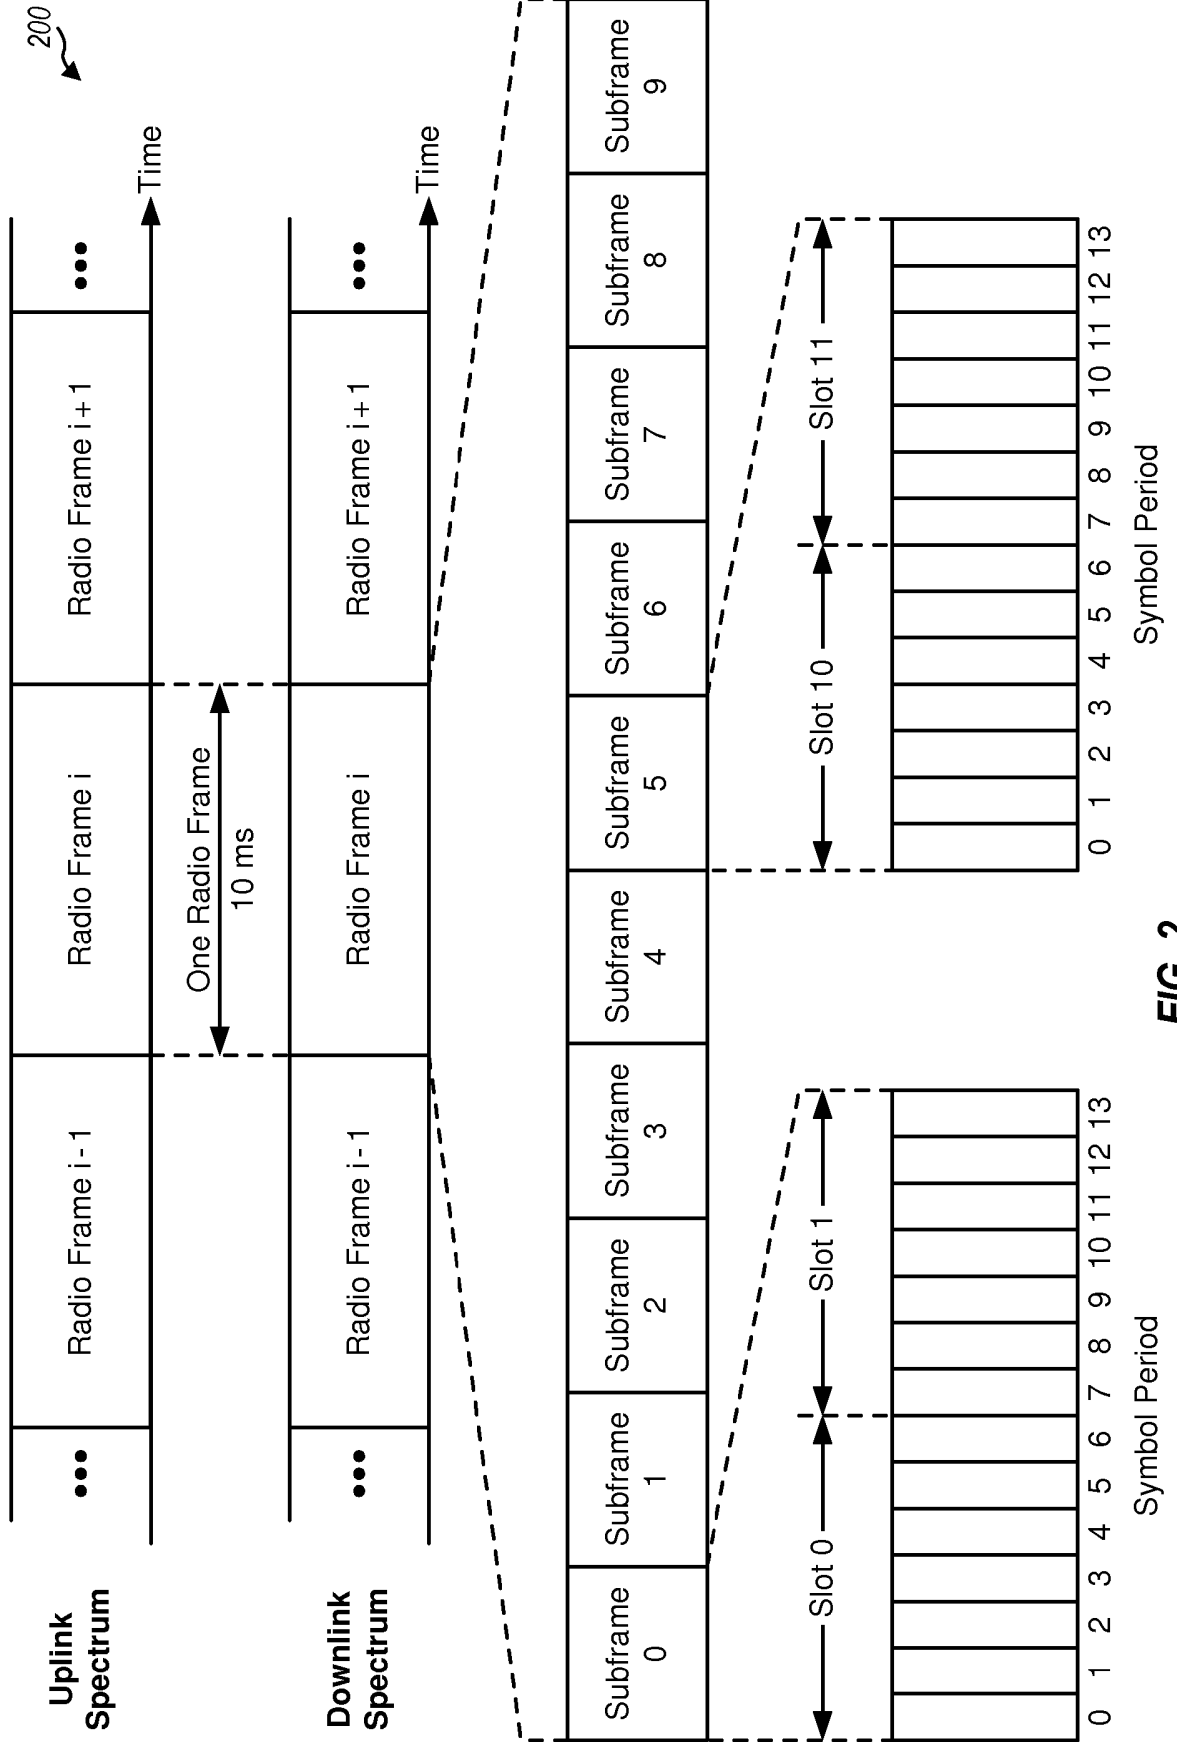 200
Uplink
Spectrum
••• Radio Frame i - 1 Radio Frame i Radio Frame i + 1 •••
Time
One Radio Frame
10 ms
Downlink
Spectrum
••• Radio Frame i - 1 Radio Frame i Radio Frame i + 1 •••
Time
Subframe Subframe Subframe Subframe Subframe Subframe Subframe Subframe Subframe Subframe
0 1 2 3 4 5 6 7 8 9
Slot 0 Slot 1 Slot 10 Slot 11
0 1 2 3 4 5 6 7 8 9 10 11 12 13 0 1 2 3 4 5 6 7 8 9 10 11 12 13
Symbol Period Symbol Period
FIG. 2